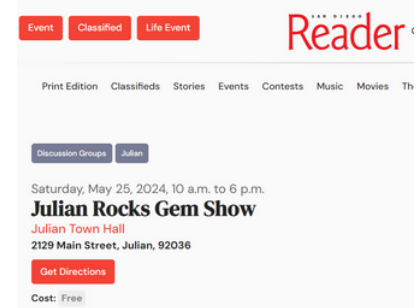 Event Classified Life Event
SAN DIEGO
Reader
Print Edition Classifieds Stories Events Contests Music Movies Th
Discussion Groups Julian
Saturday, May 25, 2024, 10 a.m. to 6 p.m.
Julian Rocks Gem Show
Julian Town Hall
2129 Main Street, Julian, 92036
Get Directions
Cost: Free